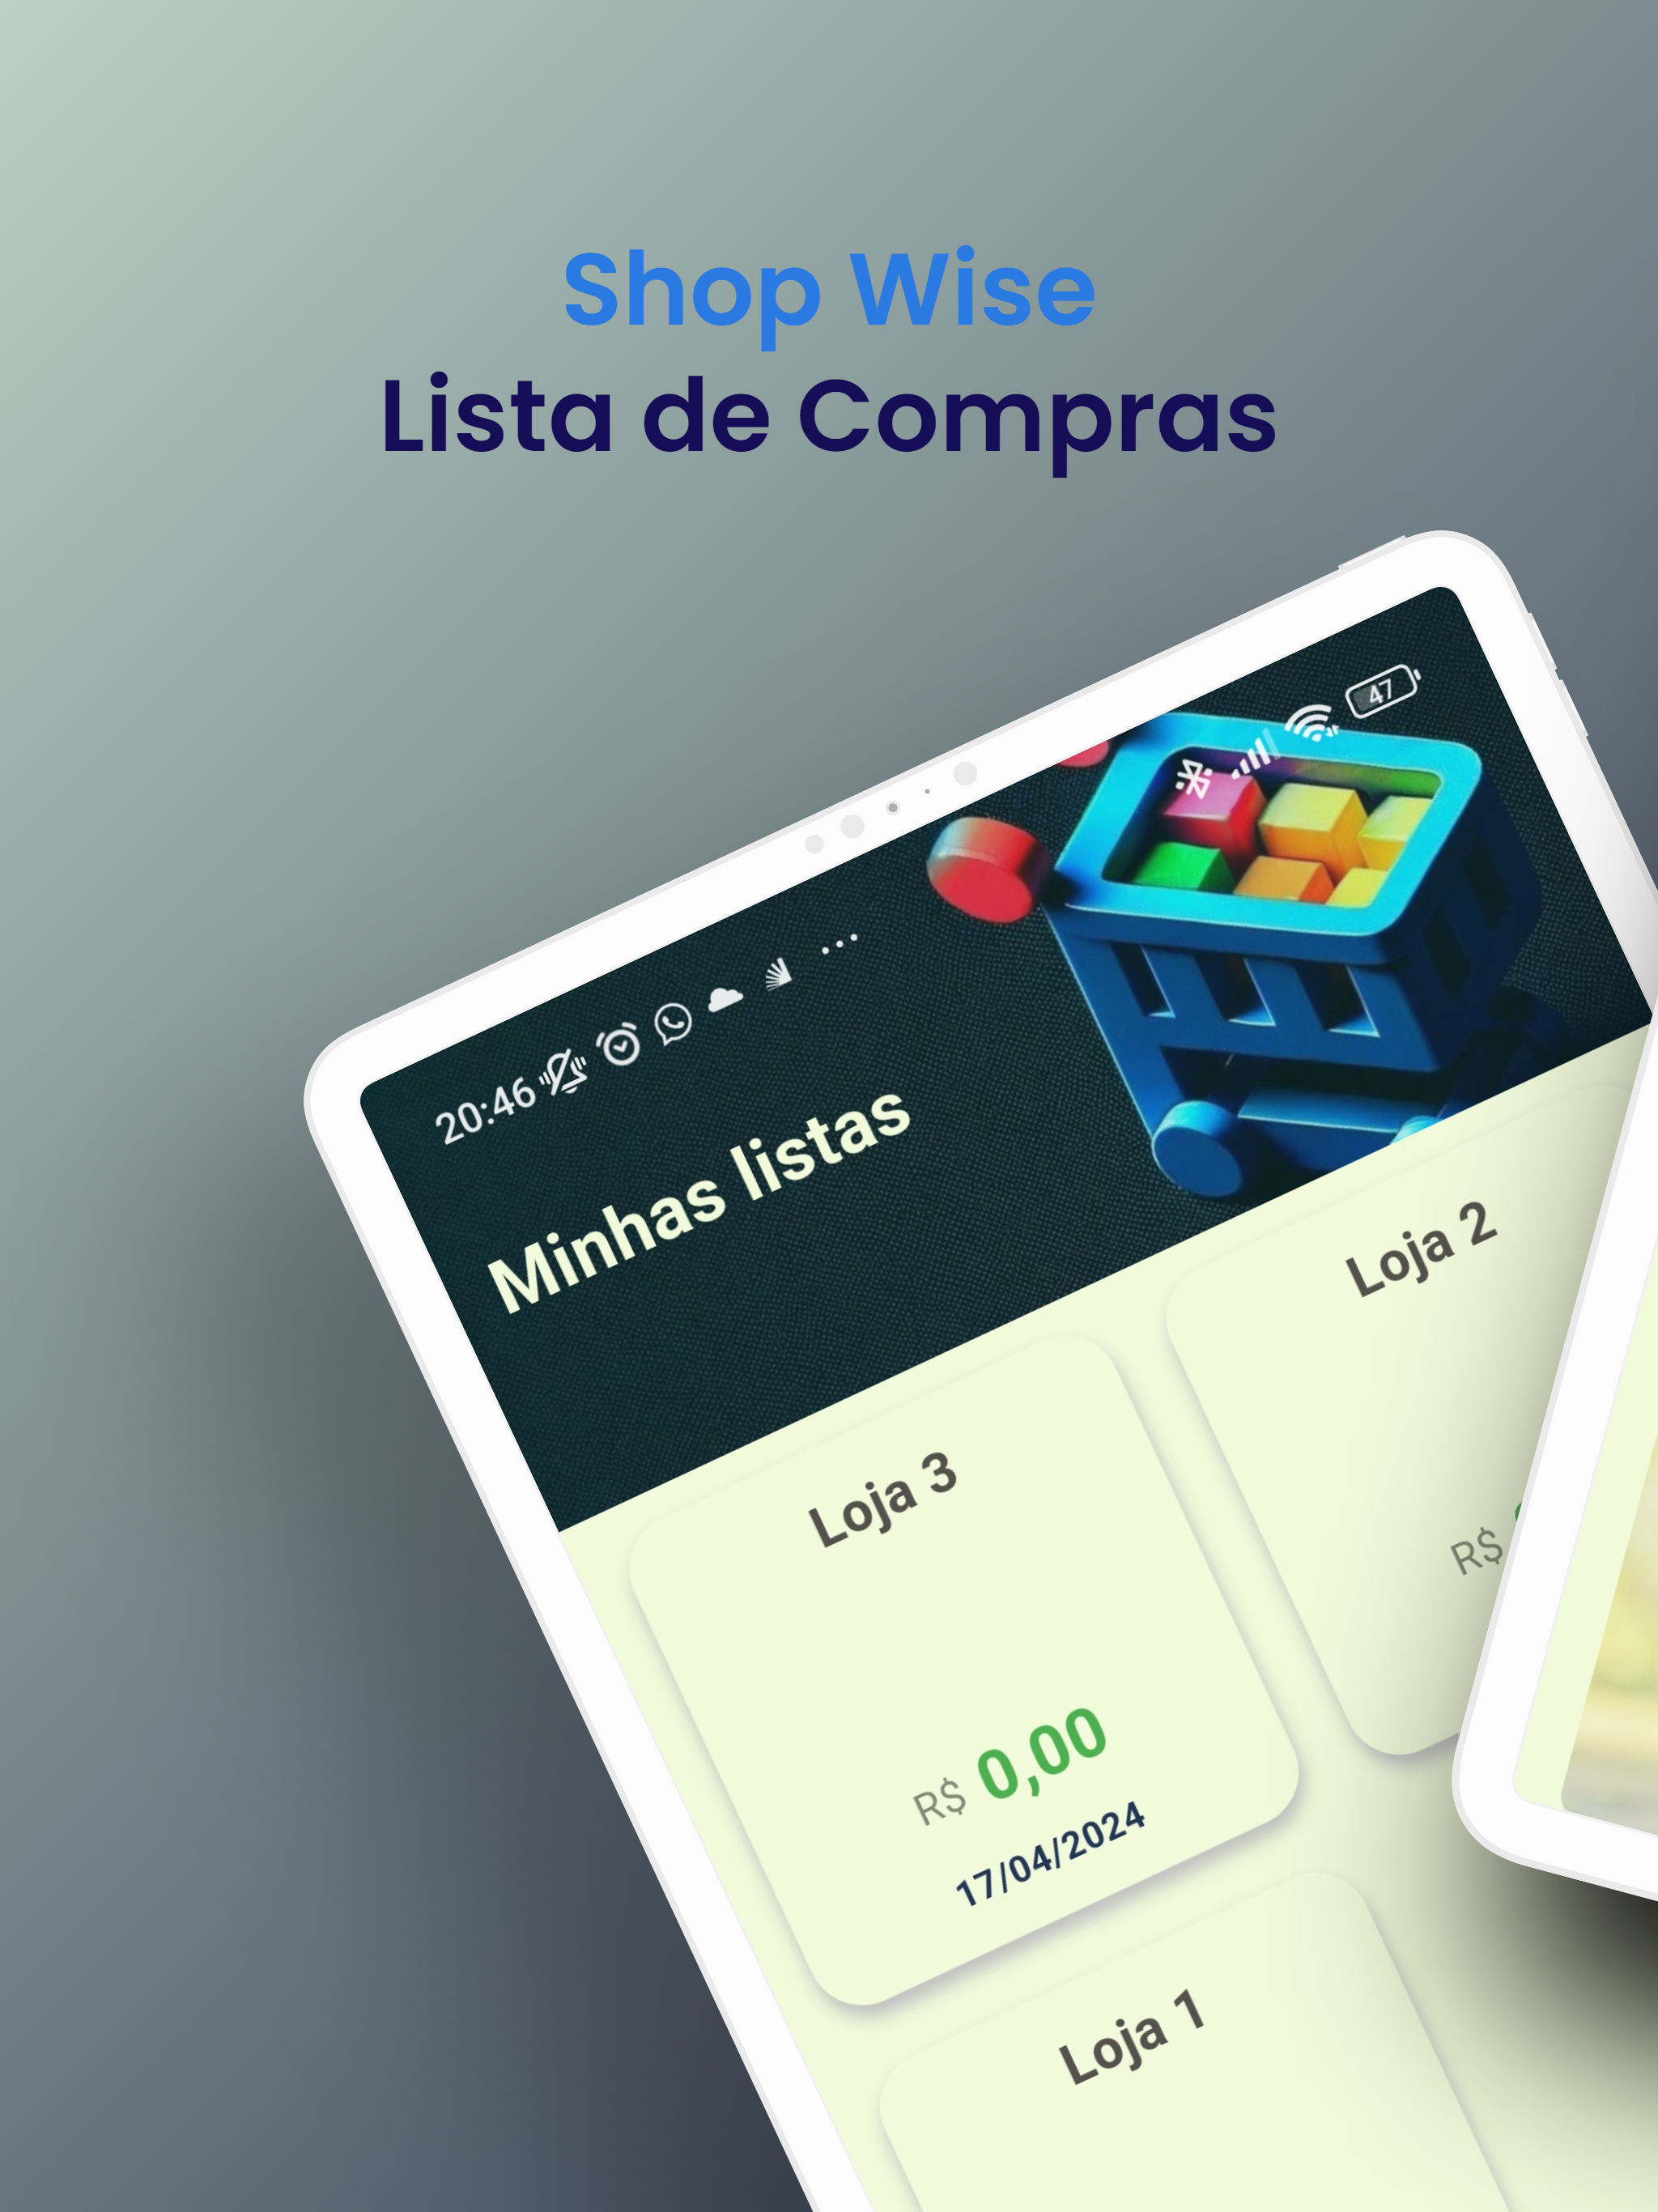 Shop Wise
Lista de Compras
20:46
47
Minhas listas
Loja 3
R$ 0,00
17/04/2024
Loja 2
R$
Loja 1